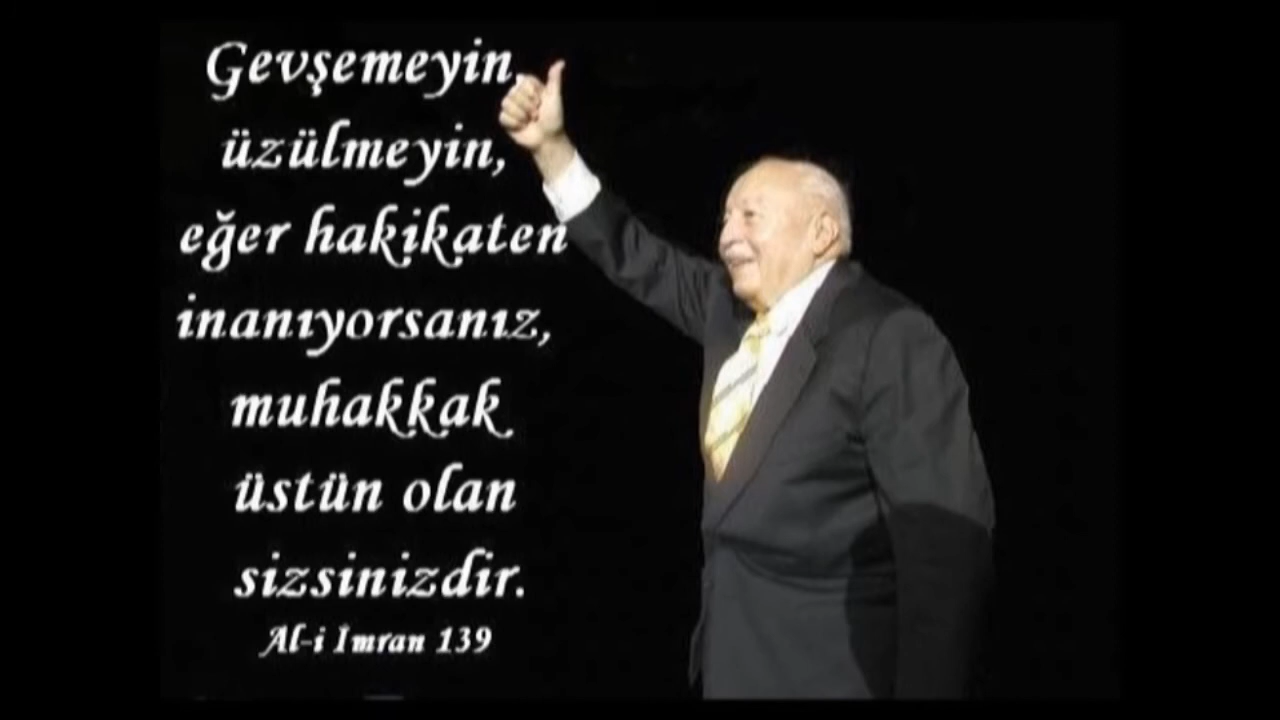 Gevşemeyin,
üzülmeyin,
eğer hakikaten
inanıyorsanız,
muhakkak
üstün olan
sizsinizdir.
Al-i İmran 139